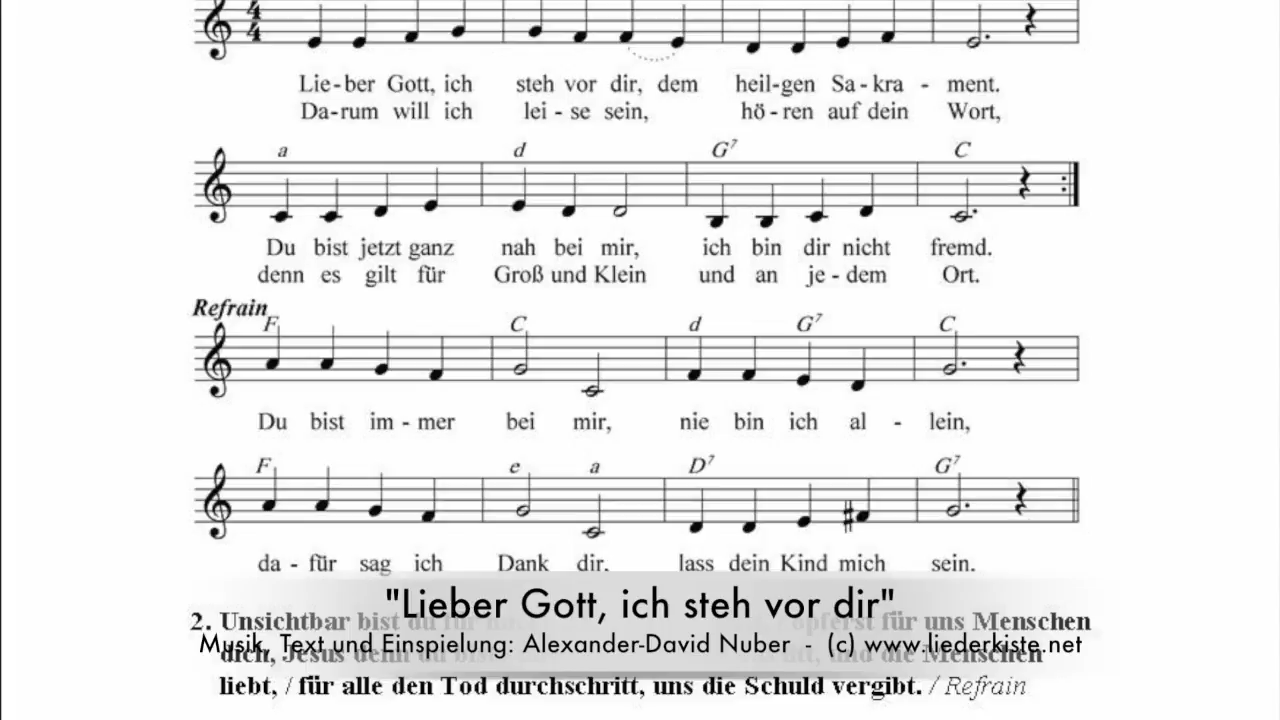 4
4
Lie-ber Gott, ich steh vor dir, dem heil-gen Sa-kra - ment.
Da-rum will ich lei - se sein, hö - ren auf dein Wort,
a d G7 C
Du bist jetzt ganz nah bei mir, ich bin dir nicht fremd.
denn es gilt für Groß und Klein und an je-dem Ort.
Refrain
F C d G7 C
Du bist im - mer bei mir, nie bin ich al - lein,
F e a D7 G7
da - für sag ich Dank dir, lass dein Kind mich sein.
"Lieber Gott, ich steh vor dir"
2. Unsichtbar bist du für uns Menschen
Musik, Text und Einspielung: Alexander-David Nuber - (c) www.liederkiste.net
dich, Jesus denn du und die Menschen
liebt, / für alle den Tod durchschritt, uns die Schuld vergibt. / Refrain